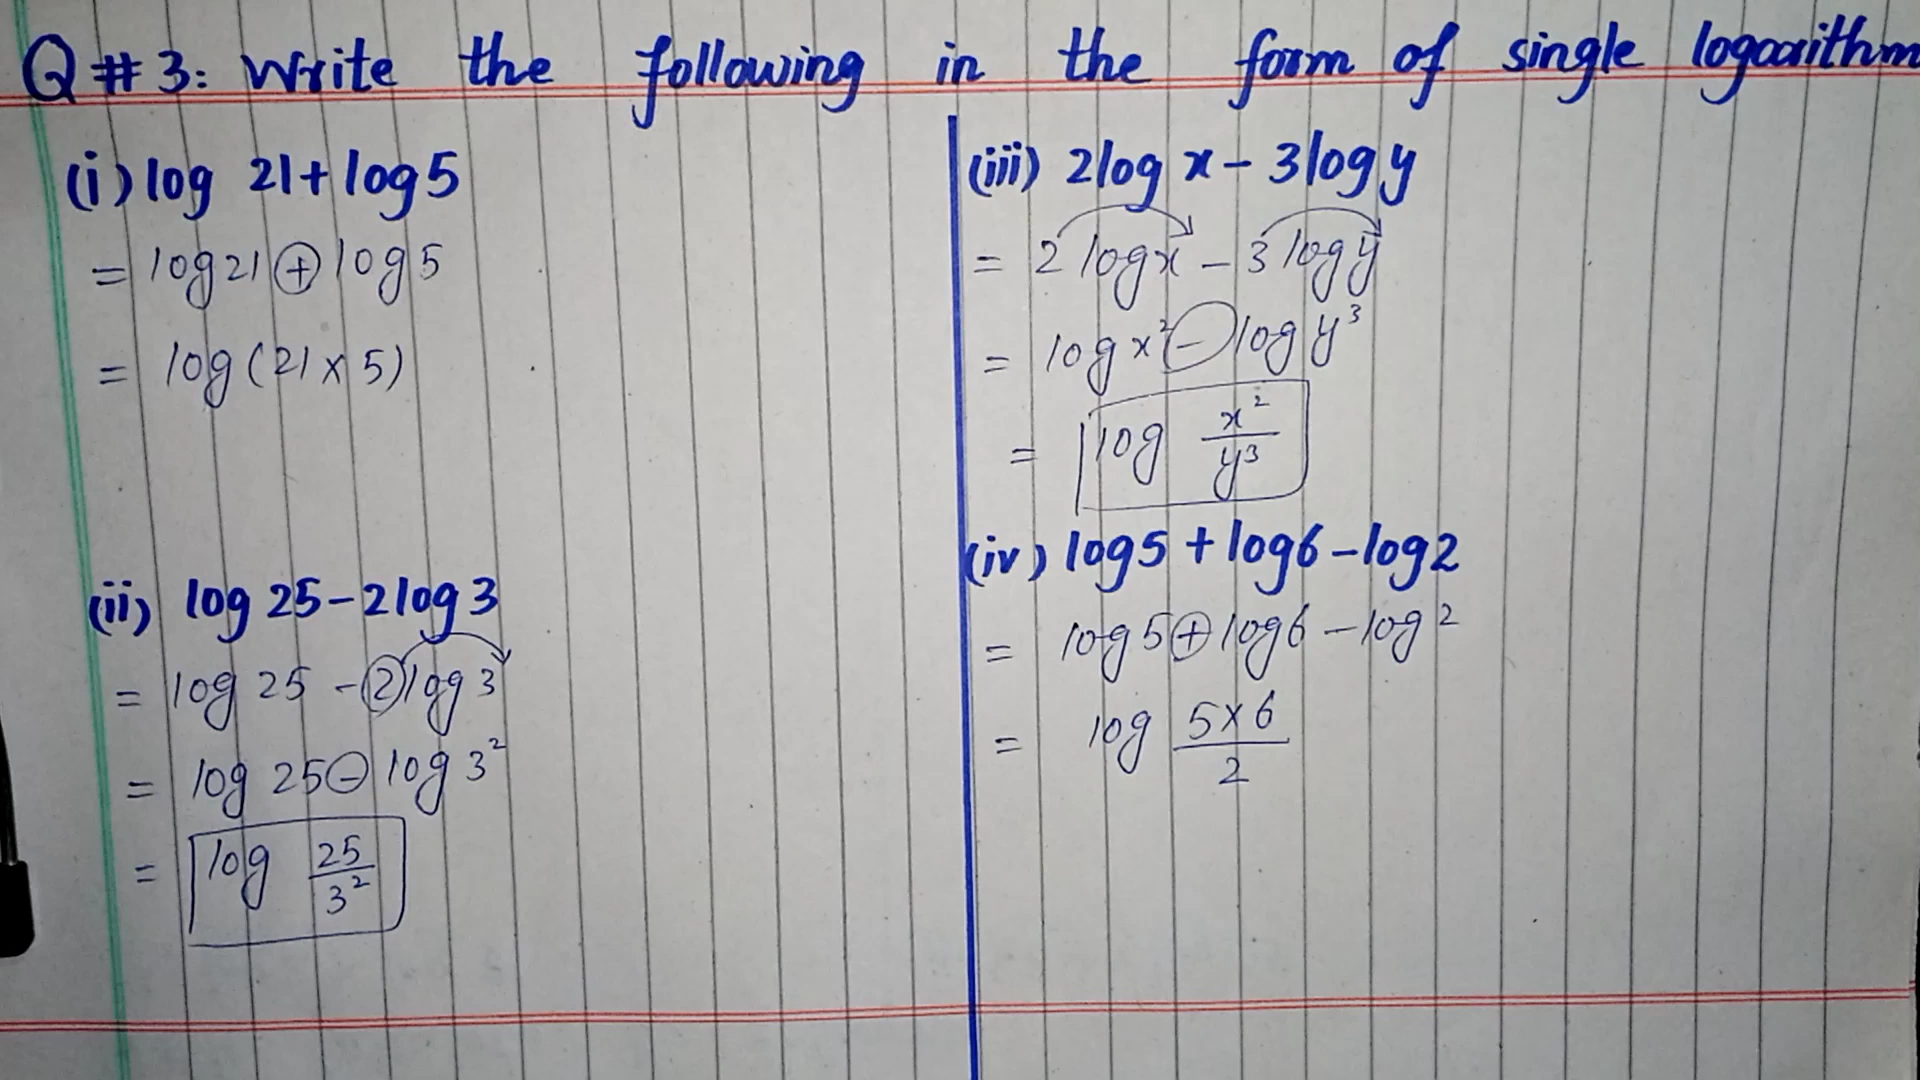 Q # 3: Write the following in the form of single logarithm
(i) log 21 + log 5
= log 21 + log 5
= log (21 × 5)
(ii) log 25 - 2 log 3
= log 25 - 2 log 3
= log 25 - log 3²
= log 25/3²
(iii) 2 log x - 3 log y
= 2 log x - 3 log y
= log x² - log y³
= log x²/y³
(iv) log 5 + log 6 - log 2
= log 5 + log 6 - log 2
= log 5 × 6/2